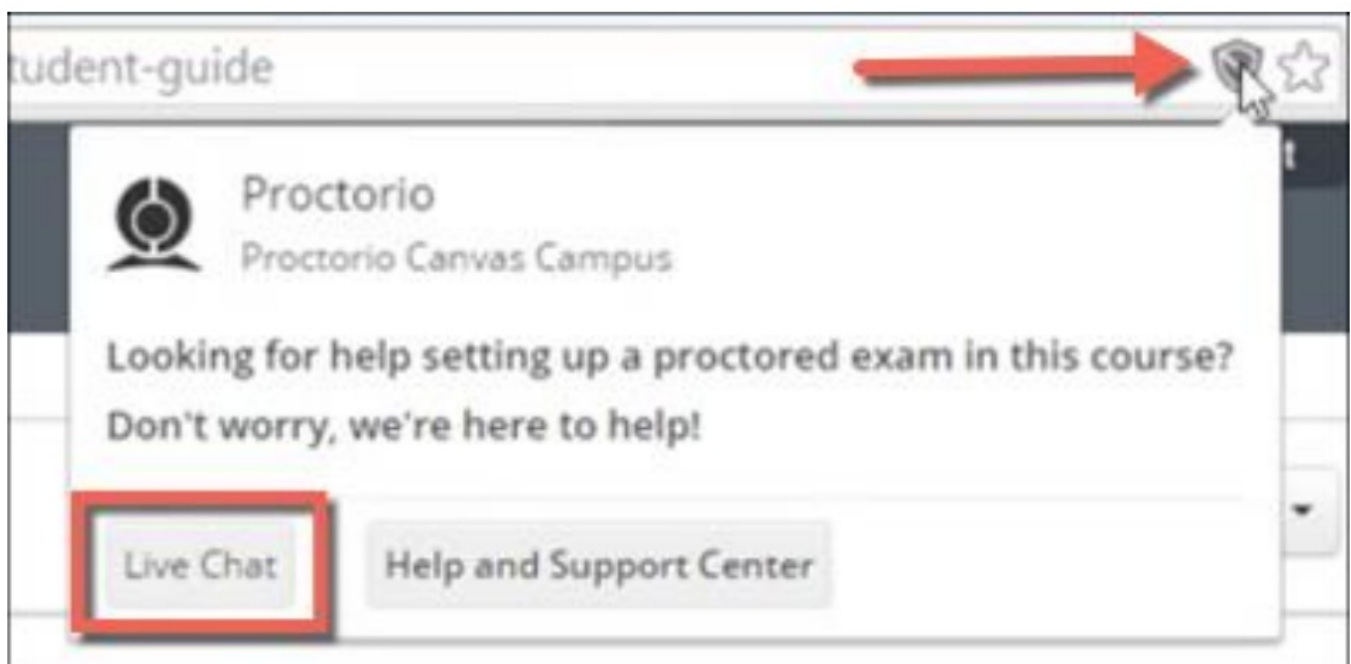 tudent-guide
t
Proctorio
Proctorio Canvas Campus
Looking for help setting up a proctored exam in this course?
Don't worry, we're here to help!
Live Chat
Help and Support Center